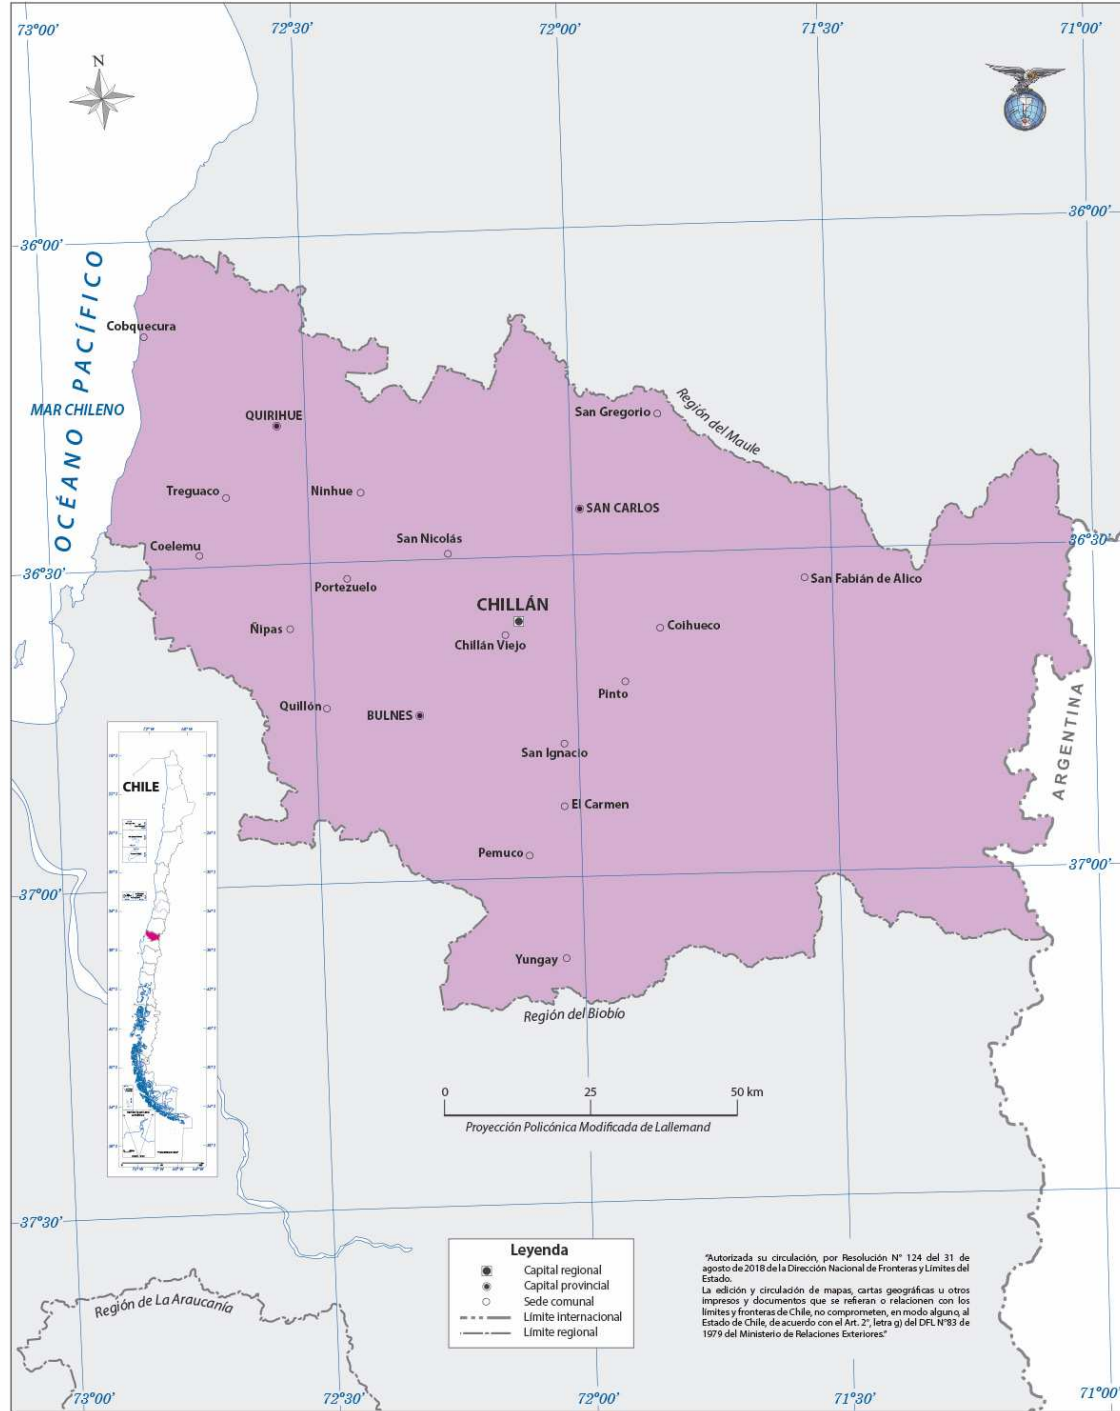 73°00'
72°30'
72°00'
71°30'
71°00'
N
36°00'
36°00'
OCÉANO PACÍFICO
MAR CHILENO
Cobquecura
QUIRIHUE
San Gregorio
Región del Maule
Treguaco
Ninhue
SAN CARLOS
Coelemu
San Nicolás
36°30'
36°30'
Portezuelo
San Fabián de Alico
CHILLÁN
Ñipas
Chillán Viejo
Coihueco
Pinto
Quillón
BULNES
ARGENTINA
San Ignacio
CHILE
El Carmen
Pemuco
37°00'
37°00'
Yungay
Región del Biobío
0 25 50 km
Proyección Policónica Modificada de Lallemand
37°30'
Leyenda
Capital regional
Capital provincial
Sede comunal
Límite internacional
Límite regional
"Autorizada su circulación, por Resolución N° 124 del 31 de
agosto de 2018 de la Dirección Nacional de Fronteras y Límites del
Estado.
La edición y circulación de mapas, cartas geográficas u otros
impresos y documentos que se refieran o relacionen con los
límites y fronteras de Chile, no comprometen, en modo alguno, al
Estado de Chile, de acuerdo con el Art. 2°, letra g) del DFL N°83 de
1979 del Ministerio de Relaciones Exteriores."
Región de La Araucanía
73°00'
72°30'
72°00'
71°30'
71°00'